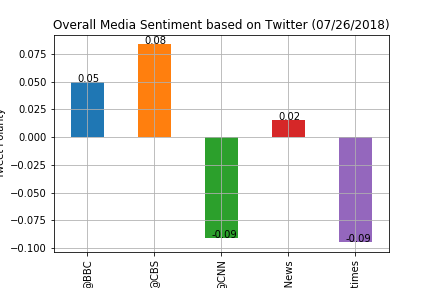 Overall Media Sentiment based on Twitter (07/26/2018)
0.075
0.050
0.025
0.000
−0.025
−0.050
−0.075
−0.100
0.05
0.08
-0.09
0.02
-0.09
@BBC
@CBS
@CNN
News
times